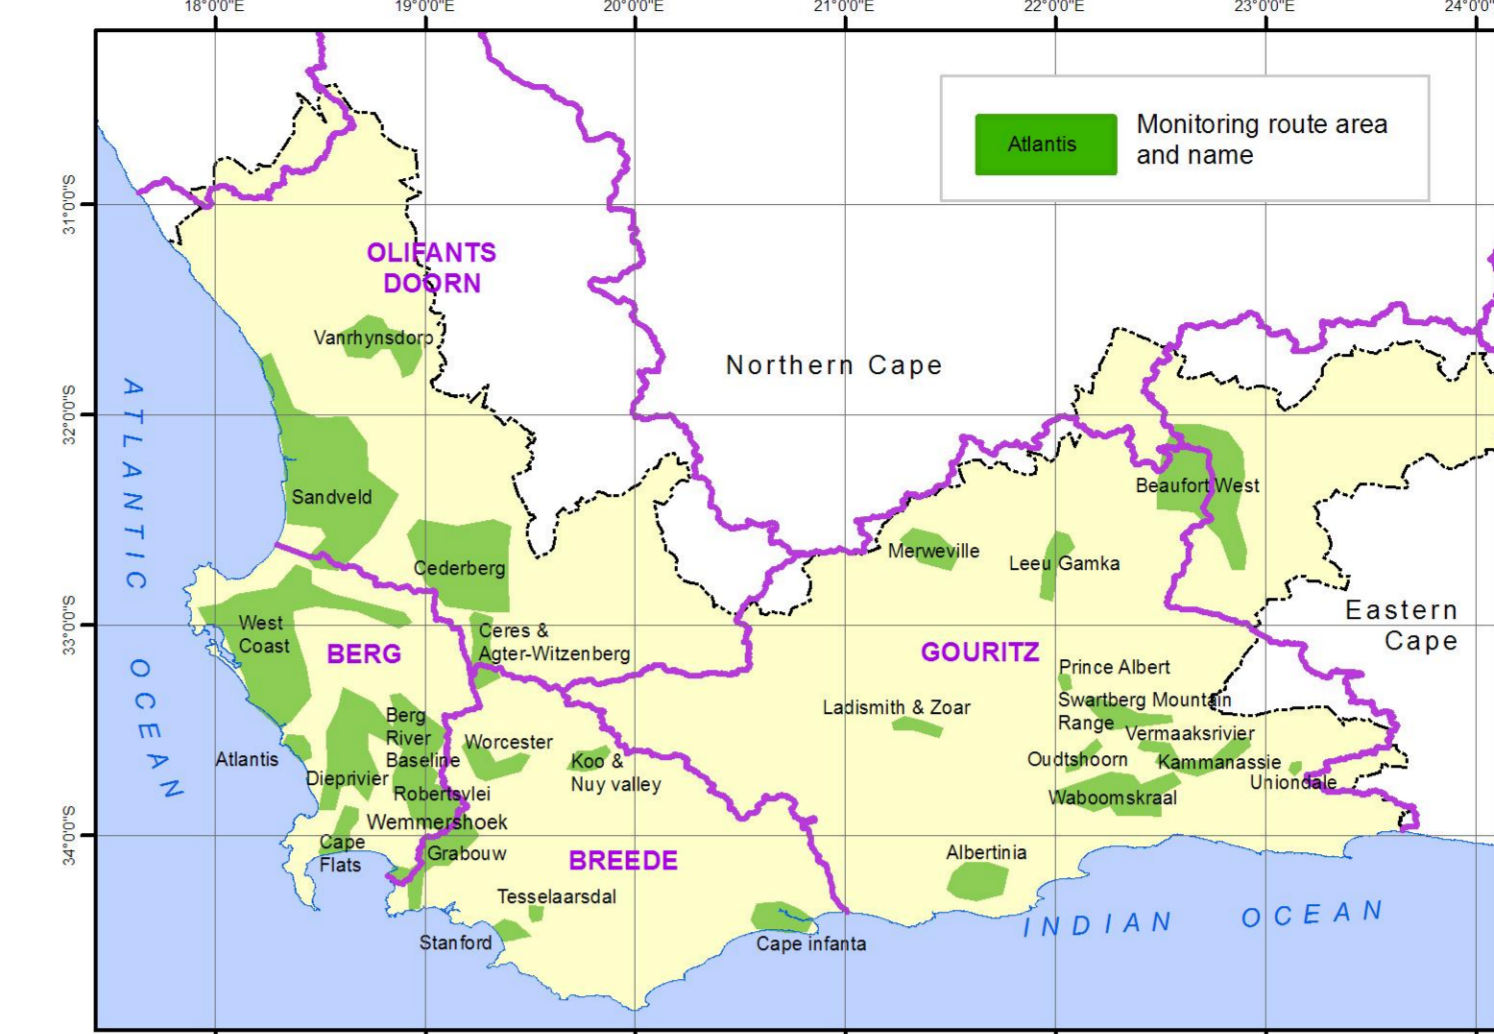 18°0'0"E
19°0'0"E
20°0'0"E
21°0'0"E
22°0'0"E
23°0'0"E
24°0'0"
31°0'0"S
32°0'0"S
33°0'0"S
34°0'0"S
Atlantis
Monitoring route area
and name
OLIFANTS
DOORN
Vanrhynsdorp
Northern Cape
ATLANTIC OCEAN
Sandveld
Beaufort West
Cederberg
Merweville
Leeu Gamka
Eastern
Cape
West
Coast
BERG
Ceres &
Agter-Witzenberg
GOURITZ
Prince Albert
Swartberg Mountain
Range
Ladismith & Zoar
Berg
River
Baseline
Vermaaksrivier
Worcester
Atlantis
Koo &
Nuy valley
Oudtshoorn
Kammanassie
Dieprivier
Uniondale
Robertsvlei
Waboomskraal
Wemmershoek
Cape
Flats
Grabouw
BREEDE
Albertinia
Tesselaarsdal
Stanford
Cape infanta
INDIAN OCEAN